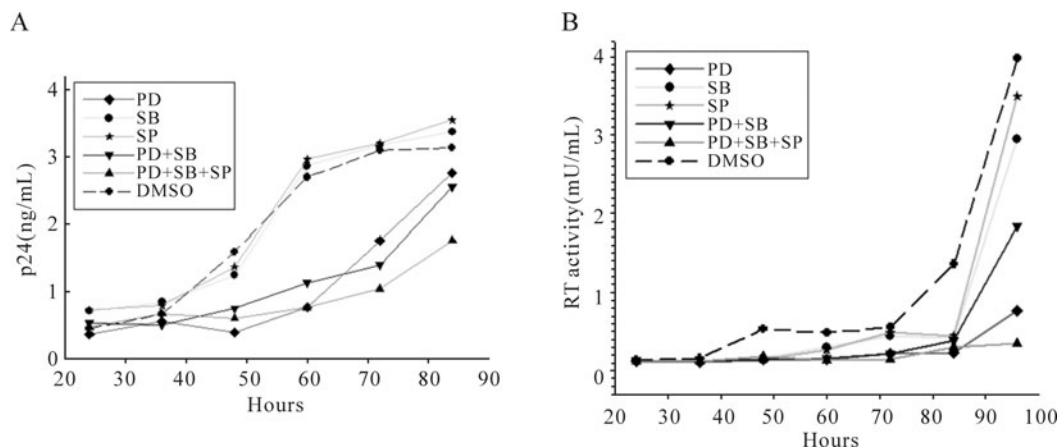 A
4
3
2
1
0
p24(ng/mL)
PD
SB
SP
PD+SB
PD+SB+SP
DMSO
20 30 40 50 60 70 80 90
Hours
B
4
3
2
1
0
RT activity(mU/mL)
PD
SB
SP
PD+SB
PD+SB+SP
DMSO
20 30 40 50 60 70 80 90 100
Hours